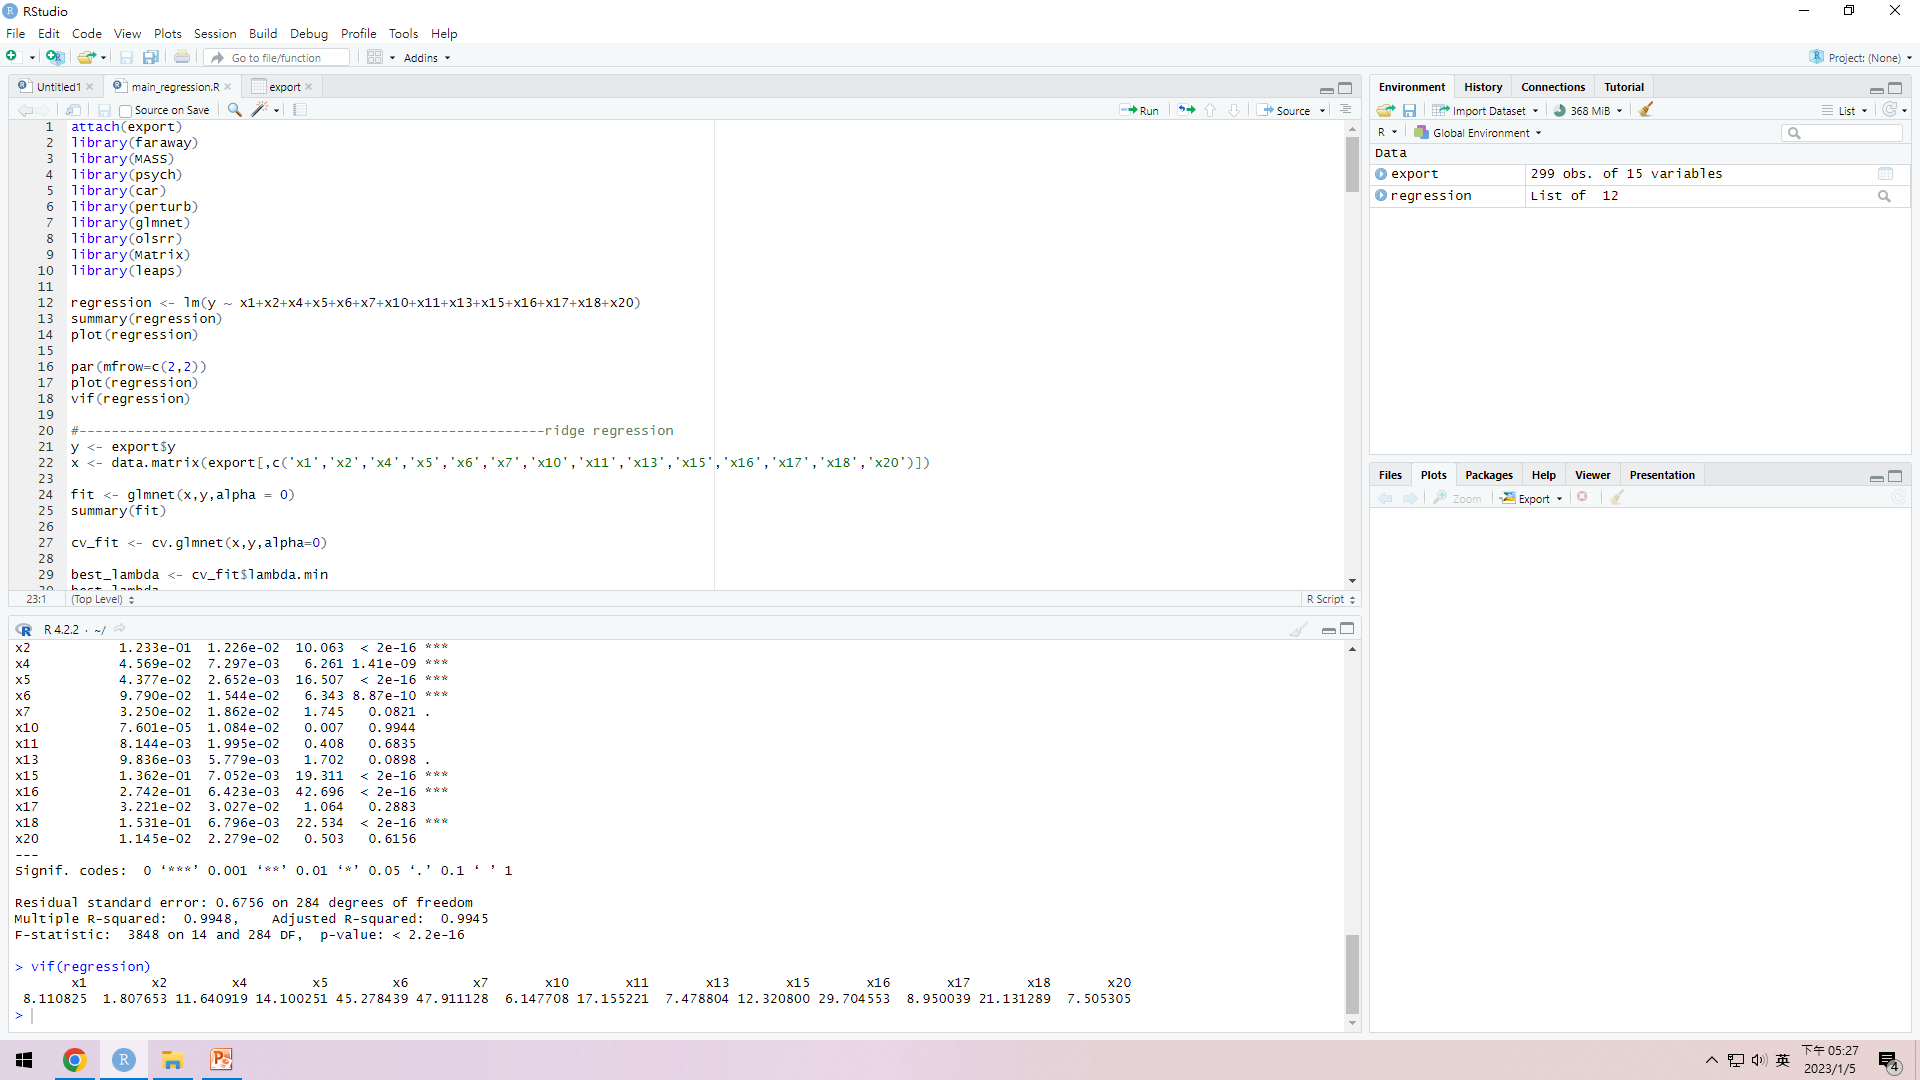 RStudio
File Edit Code View Plots Session Build Debug Profile Tools Help
Go to file/function Addins Project: (None)
Untitled1 main_regression.R export
Source on Save Run Source
1 attach(export)
2 library(faraway)
3 library(MASS)
4 library(psych)
5 library(car)
6 library(perturb)
7 library(glmnet)
8 library(olsrr)
9 library(Matrix)
10 library(leaps)
11
12 regression <- lm(y ~ x1+x2+x4+x5+x6+x7+x10+x11+x13+x15+x16+x17+x18+x20)
13 summary(regression)
14 plot(regression)
15
16 par(mfrow=c(2,2))
17 plot(regression)
18 vif(regression)
19
20 #----------------------------------------------------------ridge regression
21 y <- export$y
22 x <- data.matrix(export[,c('x1','x2','x4','x5','x6','x7','x10','x11','x13','x15','x16','x17','x18','x20')])
23
24 fit <- glmnet(x,y,alpha = 0)
25 summary(fit)
26
27 cv_fit <- cv.glmnet(x,y,alpha=0)
28
29 best_lambda <- cv_fit$lambda.min
30 best_lambda
23:1 (Top Level) R Script
R 4.2.2 · ~/
x2 1.233e-01 1.226e-02 10.063 < 2e-16 ***
x4 4.569e-02 7.297e-03 6.261 1.41e-09 ***
x5 4.377e-02 2.652e-03 16.507 < 2e-16 ***
x6 9.790e-02 1.544e-02 6.343 8.87e-10 ***
x7 3.250e-02 1.862e-02 1.745 0.0821 .
x10 7.601e-05 1.084e-02 0.007 0.9944
x11 8.144e-03 1.995e-02 0.408 0.6835
x13 9.836e-03 5.779e-03 1.702 0.0898 .
x15 1.362e-01 7.052e-03 19.311 < 2e-16 ***
x16 2.742e-01 6.423e-03 42.696 < 2e-16 ***
x17 3.221e-02 3.027e-02 1.064 0.2883
x18 1.531e-01 6.796e-03 22.534 < 2e-16 ***
x20 1.145e-02 2.279e-02 0.503 0.6156
---
Signif. codes: 0 ‘***’ 0.001 ‘**’ 0.01 ‘*’ 0.05 ‘.’ 0.1 ‘ ’ 1
Residual standard error: 0.6756 on 284 degrees of freedom
Multiple R-squared: 0.9948, Adjusted R-squared: 0.9945
F-statistic: 3848 on 14 and 284 DF, p-value: < 2.2e-16
> vif(regression)
x1 x2 x4 x5 x6 x7 x10 x11 x13 x15 x16 x17 x18 x20
8.110825 1.807653 11.640919 14.100251 45.278439 47.911128 6.147708 17.155221 7.478804 12.320800 29.704553 8.950039 21.131289 7.505305
>
Environment History Connections Tutorial
Import Dataset 368 MiB List
R Global Environment
Data
export 299 obs. of 15 variables
regression List of 12
Files Plots Packages Help Viewer Presentation
Zoom Export
英 下午 05:27
2023/1/5
4